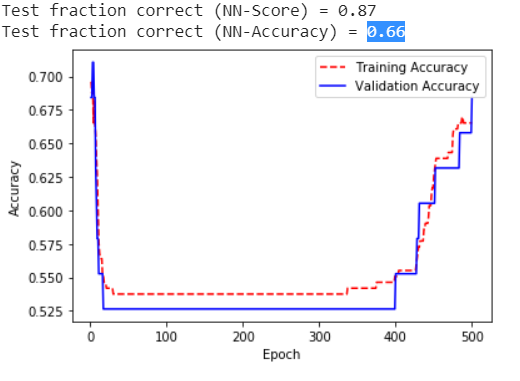 Test fraction correct (NN-Score) = 0.87
Test fraction correct (NN-Accuracy) = 0.66
Training Accuracy
Validation Accuracy
0.700
0.675
0.650
0.625
0.600
0.575
0.550
0.525
Accuracy
0 100 200 300 400 500
Epoch